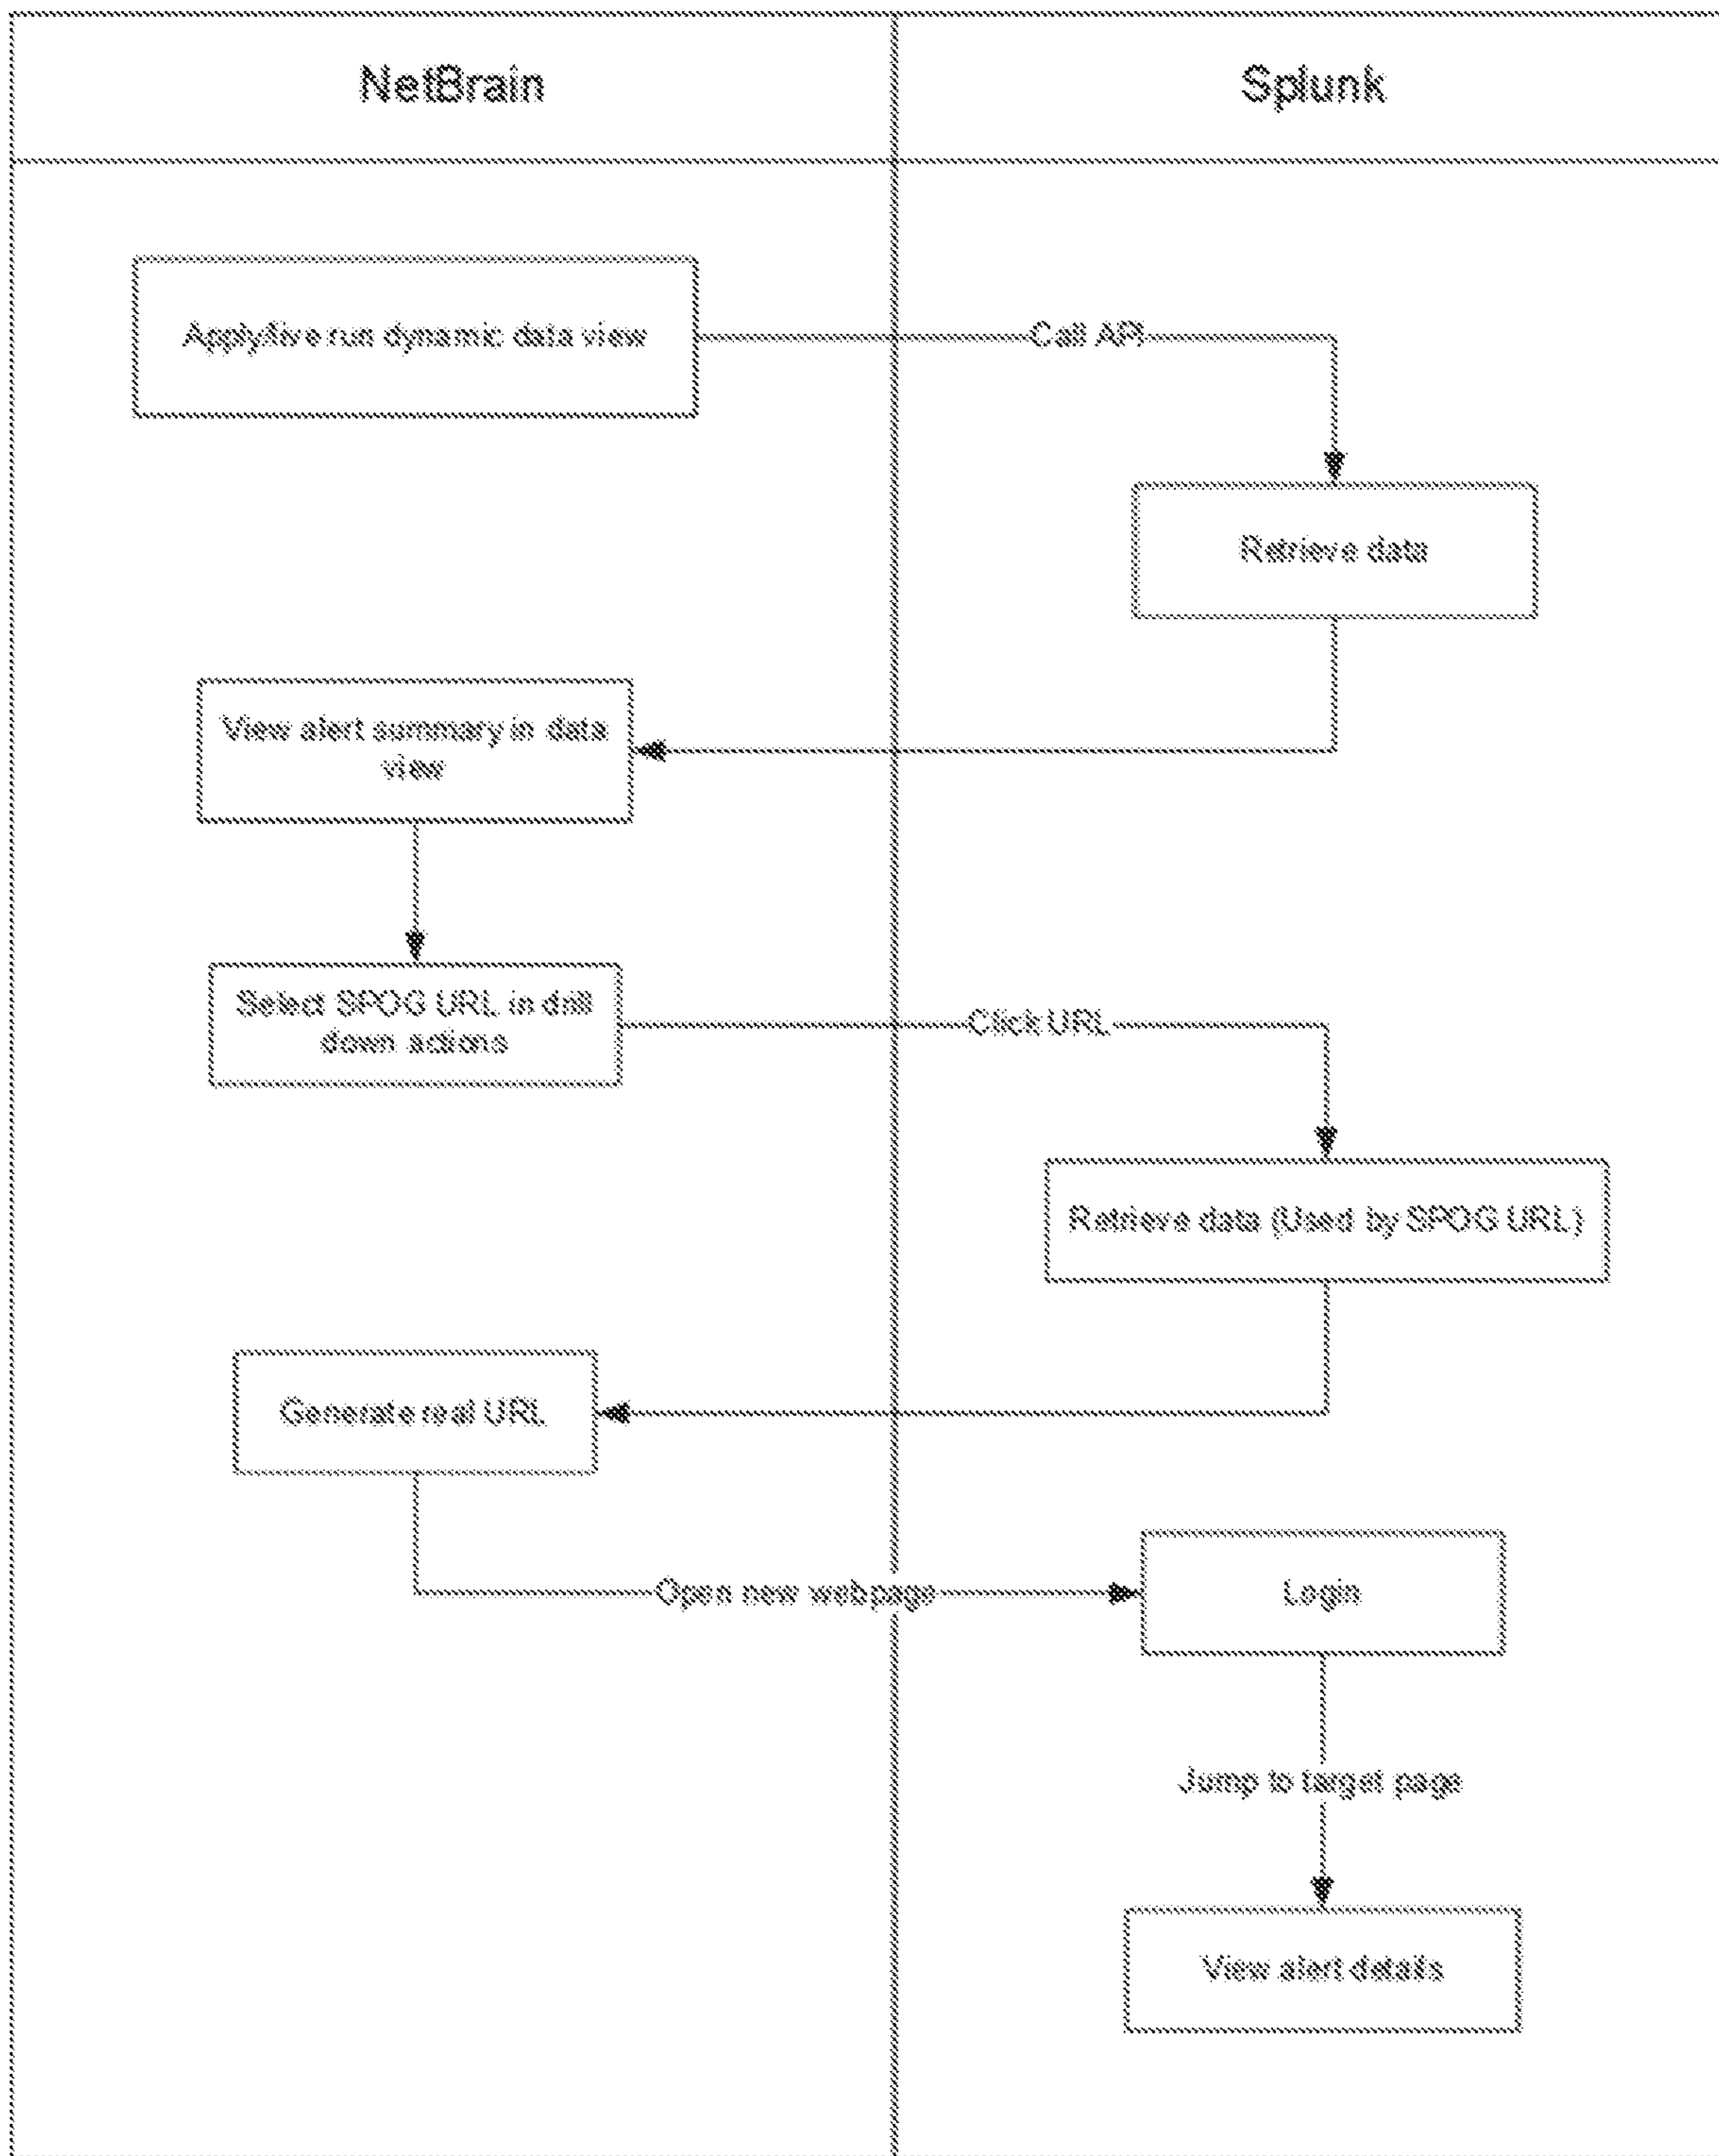 NetBrain
Splunk
Apply/live run dynamic data view
Call API
Retrieve data
View alert summary in data
view
Select SPOG URL in drill
down actions
Click URL
Retrieve data (Used by SPOG URL)
Generate real URL
Open new webpage
Login
Jump to target page
View alert details